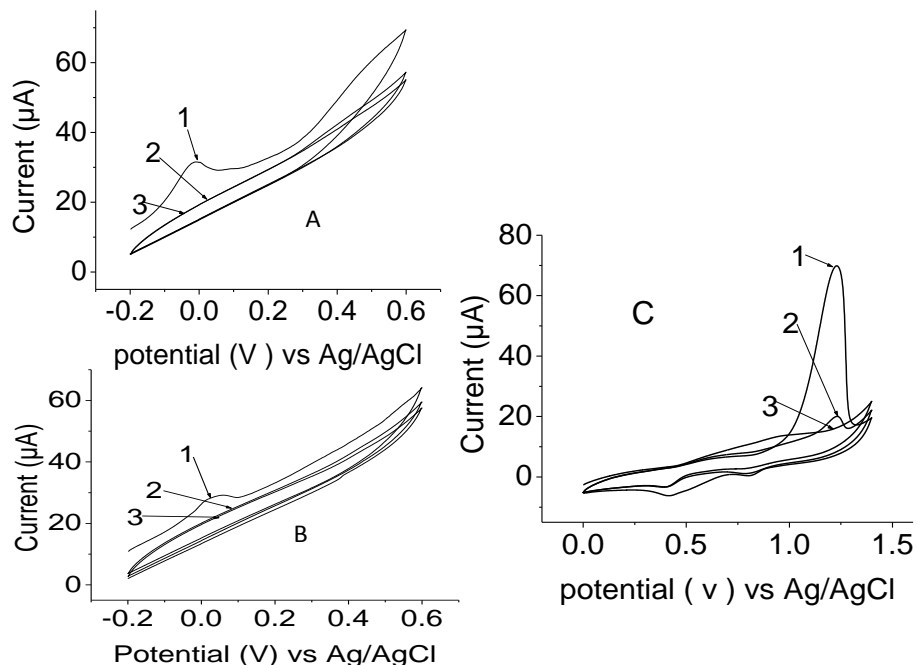 Current (µA)
60
40
20
0
1
2
3
A
-0.2 0.0 0.2 0.4 0.6
potential (V ) vs Ag/AgCl
Current (µA)
60
40
20
0
1
2
3
B
-0.2 0.0 0.2 0.4 0.6
Potential (V) vs Ag/AgCl
Current (µA)
80
60
40
20
0
1
2
3
C
0.0 0.5 1.0 1.5
potential ( v ) vs Ag/AgCl